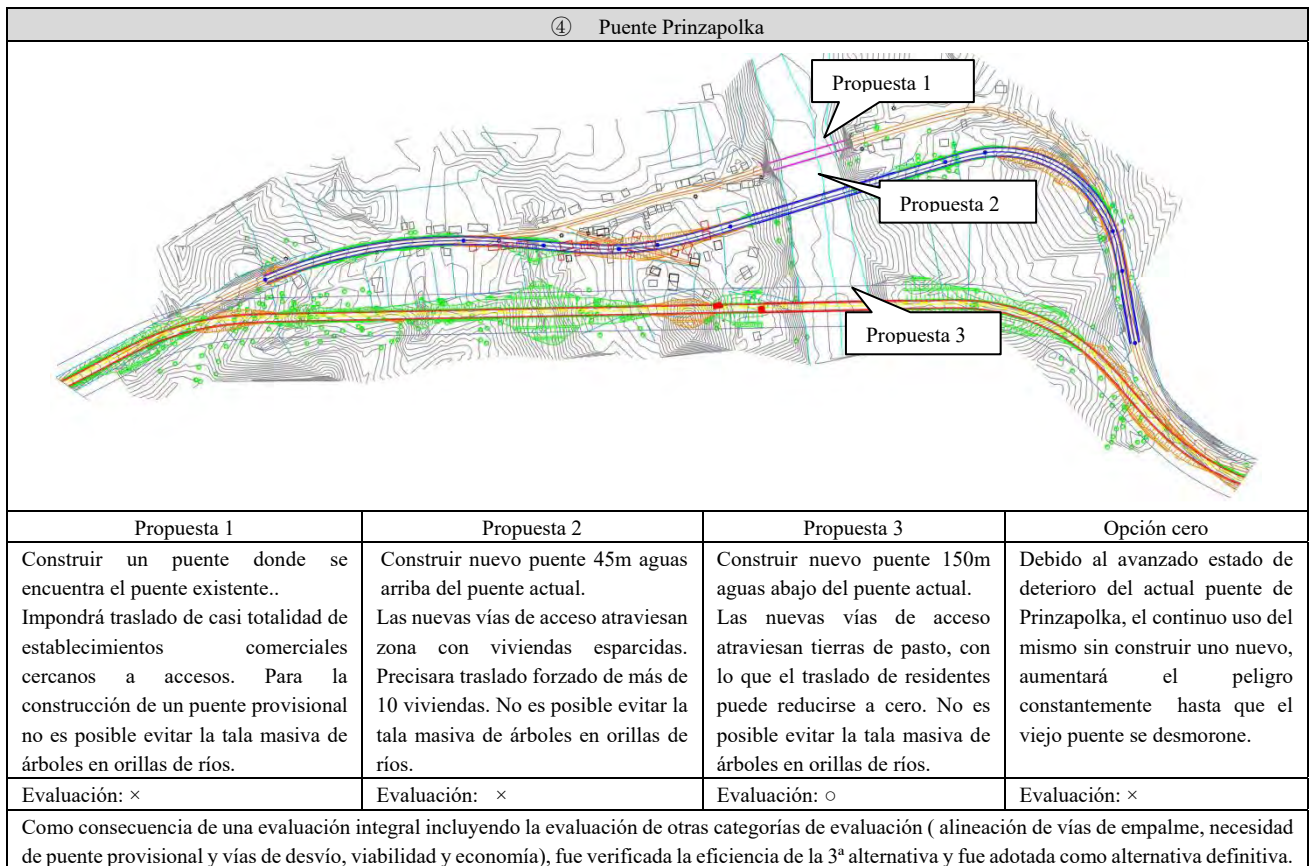 ④ Puente Prinzapolka
Propuesta 1
Propuesta 2
Propuesta 3
Propuesta 1
Construir un puente donde se
encuentra el puente existente..
Impondrá traslado de casi totalidad de
establecimientos comerciales
cercanos a accesos. Para la
construcción de un puente provisional
no es posible evitar la tala masiva de
árboles en orillas de ríos.
Evaluación: ×
Propuesta 2
Construir nuevo puente 45m aguas
arriba del puente actual.
Las nuevas vías de acceso atraviesan
zona con viviendas esparcidas.
Precisara traslado forzado de más de
10 viviendas. No es posible evitar la
tala masiva de árboles en orillas de
ríos.
Evaluación: ×
Propuesta 3
Construir nuevo puente 150m
aguas abajo del puente actual.
Las nuevas vías de acceso
atraviesan tierras de pasto, con
lo que el traslado de residentes
puede reducirse a cero. No es
posible evitar la tala masiva de
árboles en orillas de ríos.
Evaluación: ○
Opción cero
Debido al avanzado estado de
deterioro del actual puente de
Prinzapolka, el continuo uso del
mismo sin construir uno nuevo,
aumentará el peligro
constantemente hasta que el
viejo puente se desmorone.
Evaluación: ×
Como consecuencia de una evaluación integral incluyendo la evaluación de otras categorías de evaluación ( alineación de vías de empalme, necesidad
de puente provisional y vías de desvío, viabilidad y economía), fue verificada la eficiencia de la 3ª alternativa y fue adotada como alternativa definitiva.